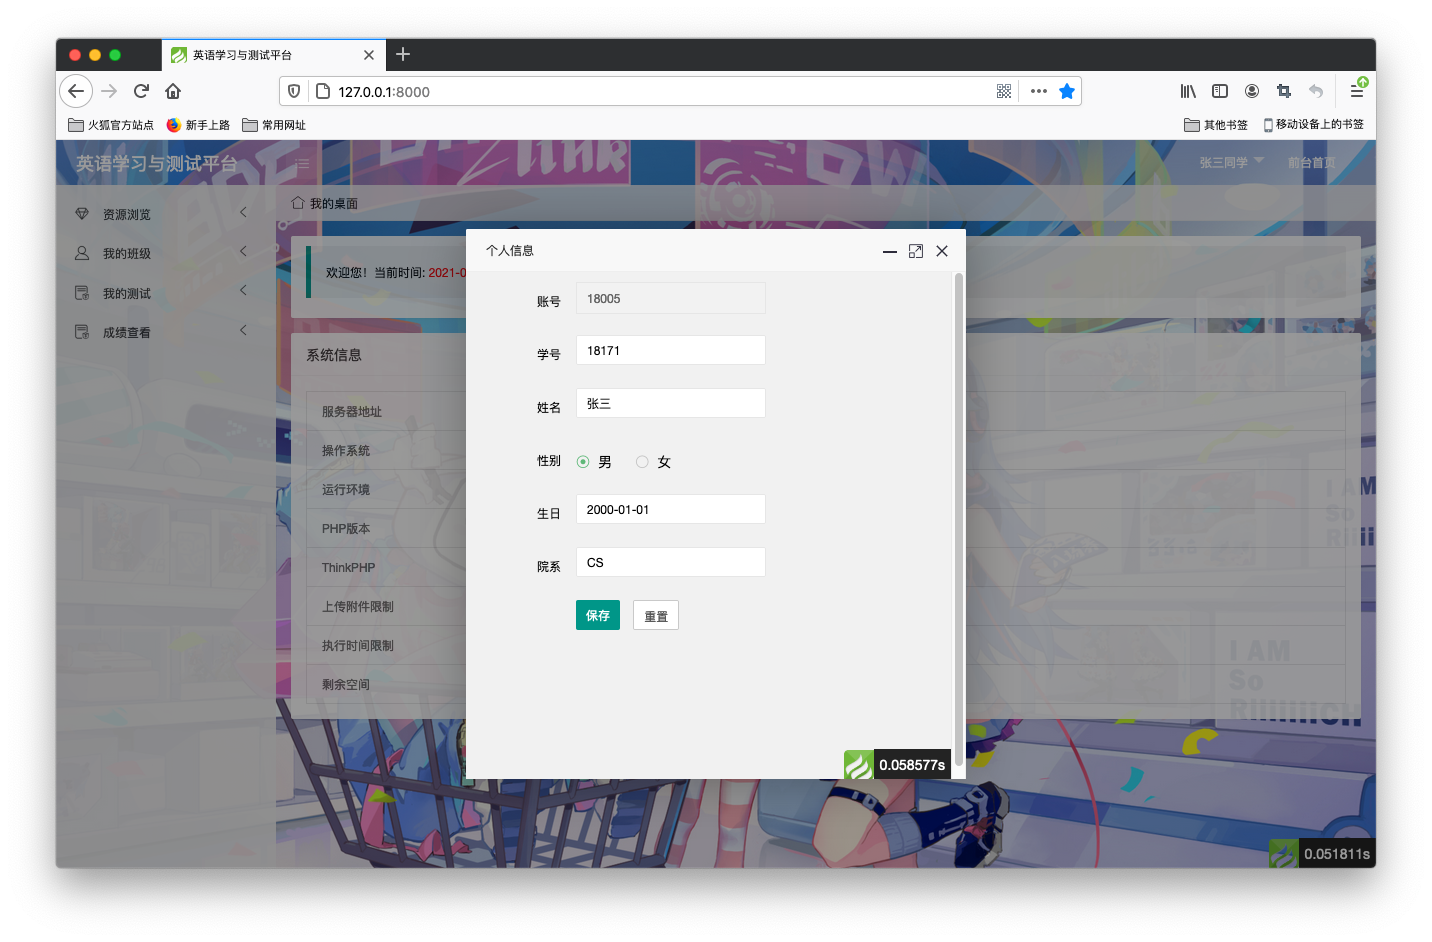 英语学习与测试平台
127.0.0.1:8000
火狐官方站点
新手上路
常用网址
其他书签
移动设备上的书签
英语学习与测试平台
张三同学
前台首页
资源浏览
我的班级
我的测试
成绩查看
我的桌面
欢迎您！当前时间: 2021-0
系统信息
服务器地址
操作系统
运行环境
PHP版本
ThinkPHP
上传附件限制
执行时间限制
剩余空间
个人信息
账号 18005
学号 18171
姓名 张三
性别 男 女
生日 2000-01-01
院系 CS
保存 重置
0.058577s
link
OW
I AM
So
Riiii
I AM
So
RiiiiiiiCH
0.051811s